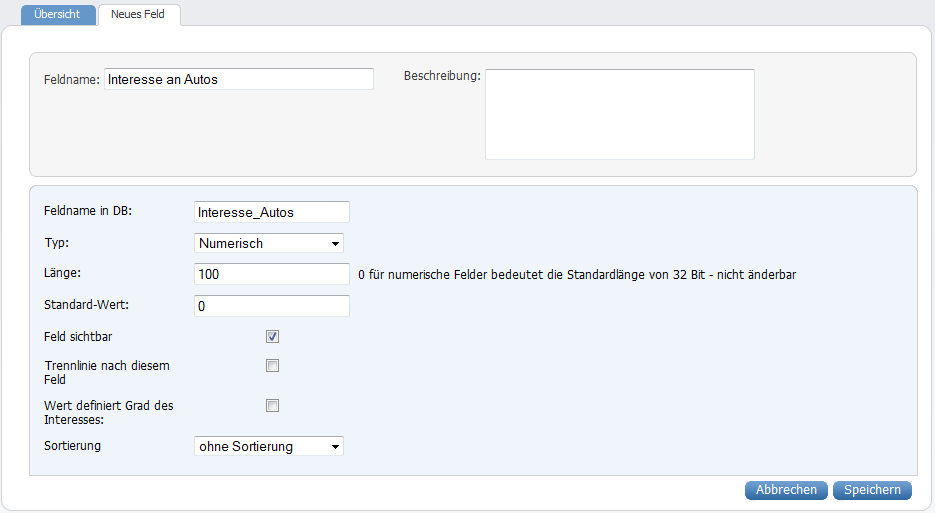 Übersicht
Neues Feld
Feldname: Interesse an Autos
Beschreibung:
Feldname in DB: Interesse_Autos
Typ: Numerisch
Länge: 100 0 für numerische Felder bedeutet die Standardlänge von 32 Bit - nicht änderbar
Standard-Wert: 0
Feld sichtbar
Trennlinie nach diesem
Feld
Wert definiert Grad des
Interesses:
Sortierung ohne Sortierung
Abbrechen Speichern